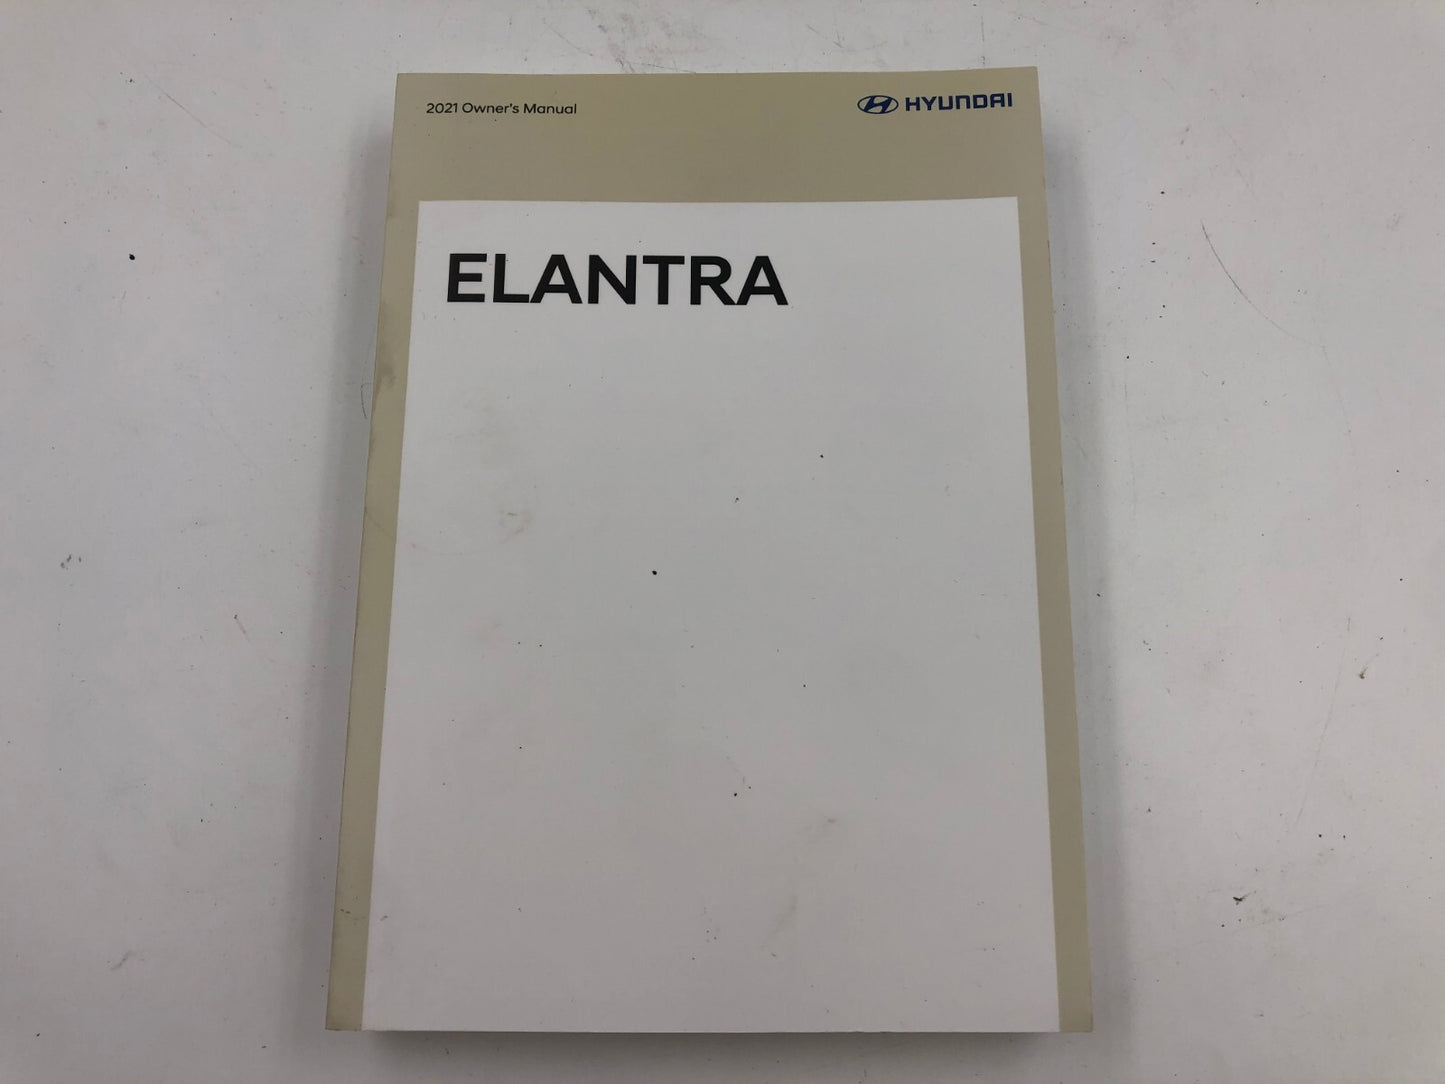 2021 Owner's Manual
HYUNDAI
ELANTRA